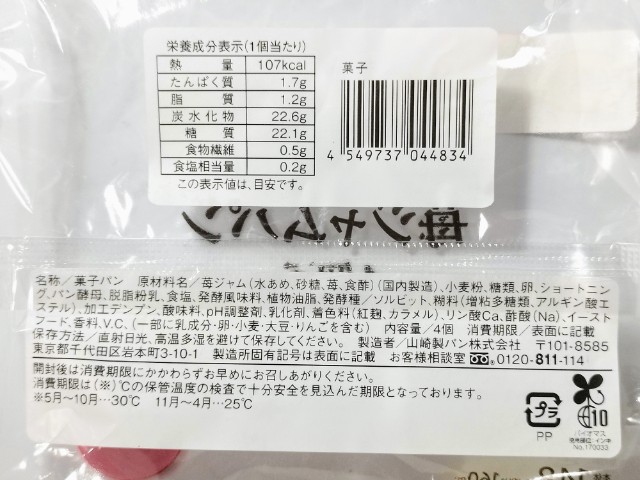 栄養成分表示(1個当たり)
熱量 107kcal
たんぱく質 1.7g
脂質 1.2g
炭水化物 22.6g
糖質 22.1g
食物繊維 0.5g
食塩相当量 0.2g
この表示値は、目安です。
菓子
4 549737 044834
苺ジャムパン
名称/菓子パン 原材料名/苺ジャム(水あめ、砂糖、苺、食酢)(国内製造)、小麦粉、糖類、卵、ショートニン
グ、パン酵母、脱脂粉乳、食塩、発酵風味料、植物油脂、発酵種/ソルビット、糊料(増粘多糖類、アルギン酸エ
ステル)、加工デンプン、酸味料、pH調整剤、乳化剤、着色料(紅麹、カラメル)、リン酸Ca、酢酸(Na)、イースト
フード、香料、V.C、(一部に乳成分・卵・小麦・大豆・りんごを含む) 内容量/4個 消費期限/表面に記載
保存方法/直射日光、高温多湿を避けて保存してください。 製造者/山崎製パン株式会社 〒101-8585
東京都千代田区岩本町3-10-1 製造所固有記号は表面に記載 お客様相談室 0120-811-114
開封後は消費期限にかかわらずお早めにお召しあがりください。
消費期限は(※)℃の保管温度の検査で十分安全を見込んだ期限となっております。
※5月〜10月…30℃ 11月〜4月…25℃
プラ
PP
10
バイオマス
No.170033